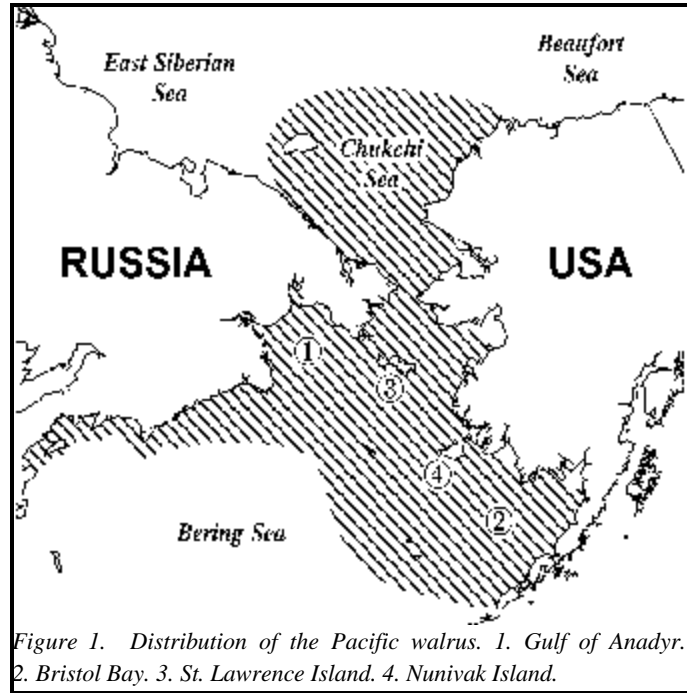 East Siberian
Sea
Beaufort
Sea
Chukchi
Sea
RUSSIA
USA
1
3
4
2
Bering Sea
Figure 1. Distribution of the Pacific walrus. 1. Gulf of Anadyr.
2. Bristol Bay. 3. St. Lawrence Island. 4. Nunivak Island.